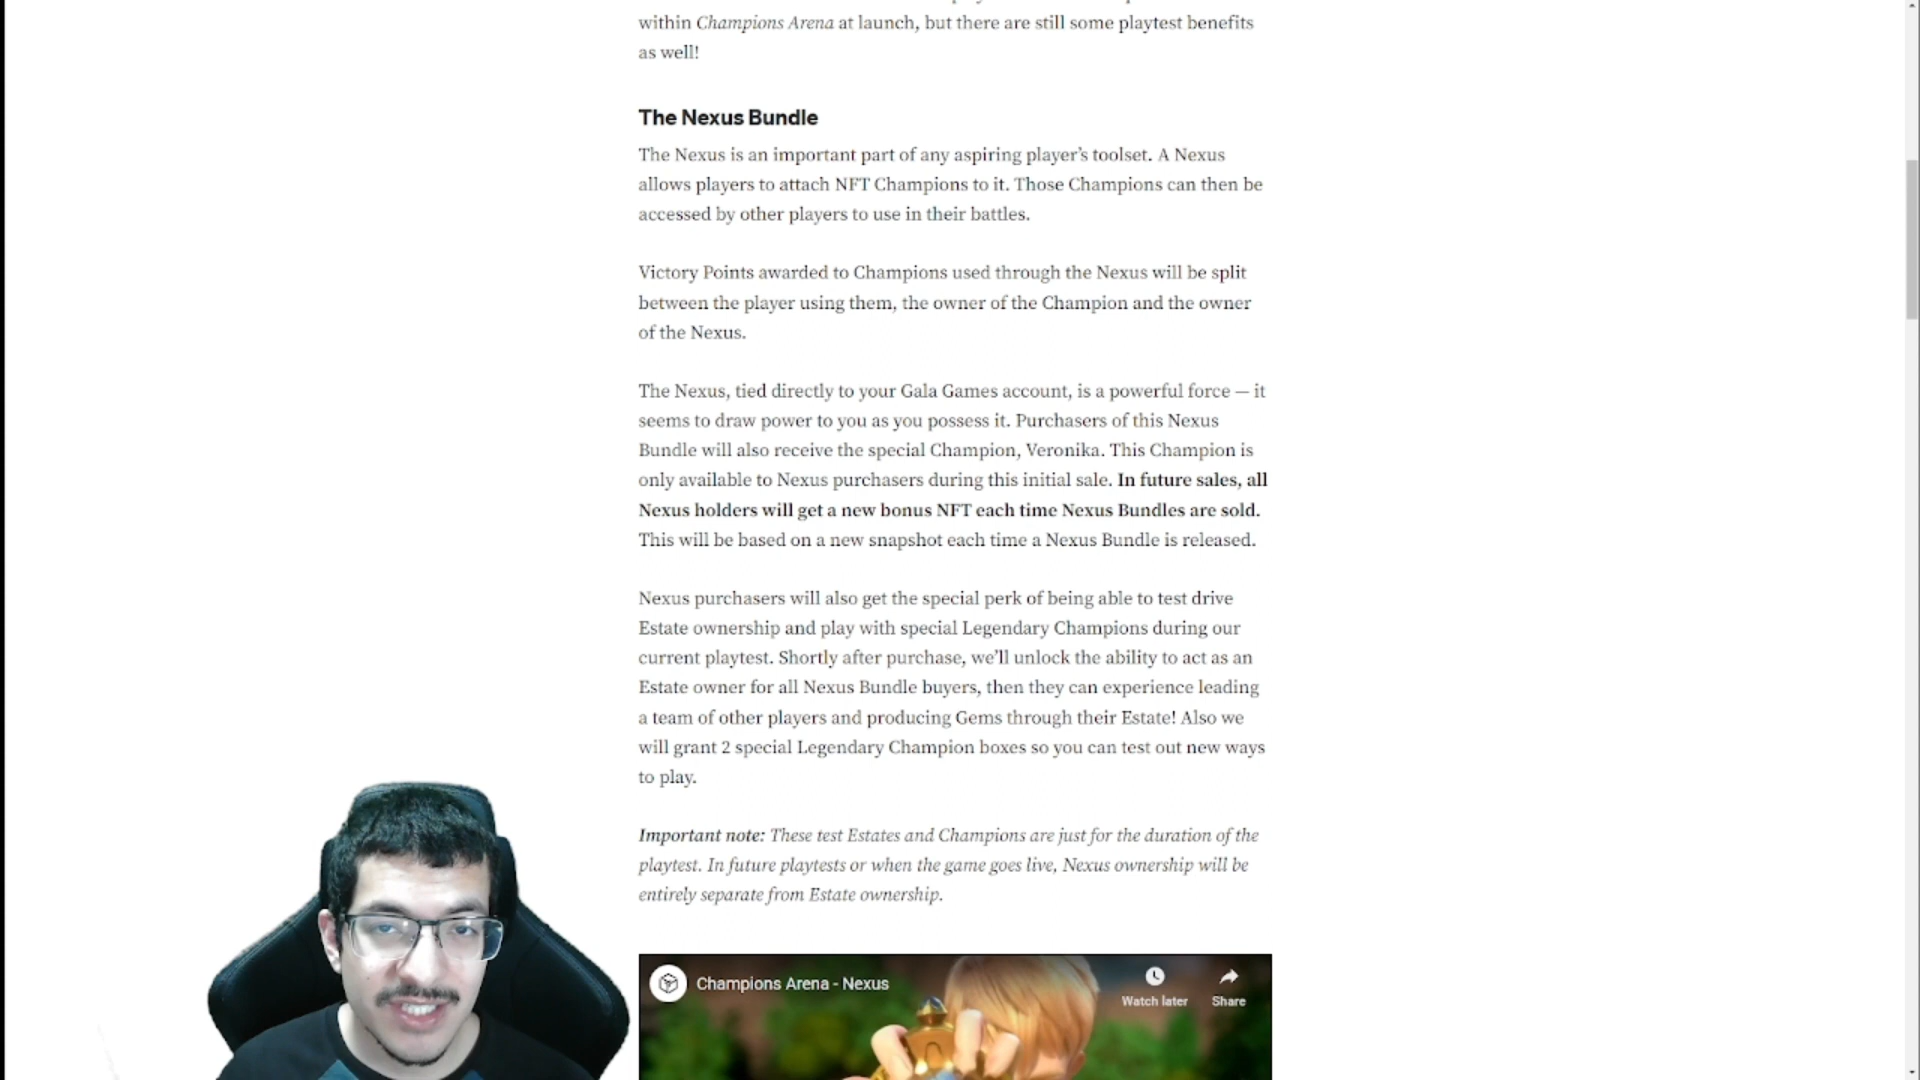 within Champions Arena at launch, but there are still some playtest benefits
as well!
The Nexus Bundle
The Nexus is an important part of any aspiring player's toolset. A Nexus
allows players to attach NFT Champions to it. Those Champions can then be
accessed by other players to use in their battles.
Victory Points awarded to Champions used through the Nexus will be split
between the player using them, the owner of the Champion and the owner
of the Nexus.
The Nexus, tied directly to your Gala Games account, is a powerful force — it
seems to draw power to you as you possess it. Purchasers of this Nexus
Bundle will also receive the special Champion, Veronika. This Champion is
only available to Nexus purchasers during this initial sale. In future sales, all
Nexus holders will get a new bonus NFT each time Nexus Bundles are sold.
This will be based on a new snapshot each time a Nexus Bundle is released.
Nexus purchasers will also get the special perk of being able to test drive
Estate ownership and play with special Legendary Champions during our
current playtest. Shortly after purchase, we'll unlock the ability to act as an
Estate owner for all Nexus Bundle buyers, then they can experience leading
a team of other players and producing Gems through their Estate! Also we
will grant 2 special Legendary Champion boxes so you can test out new ways
to play.
Important note: These test Estates and Champions are just for the duration of the
playtest. In future playtests or when the game goes live, Nexus ownership will be
entirely separate from Estate ownership.
Champions Arena - Nexus
Watch later
Share